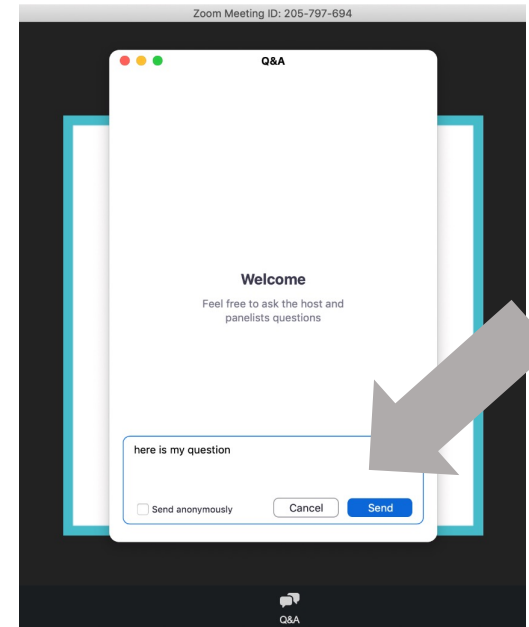 Zoom Meeting ID: 205-797-694
Q&A
Welcome
Feel free to ask the host and
panelists questions
here is my question
Send anonymously
Cancel
Send
Q&A